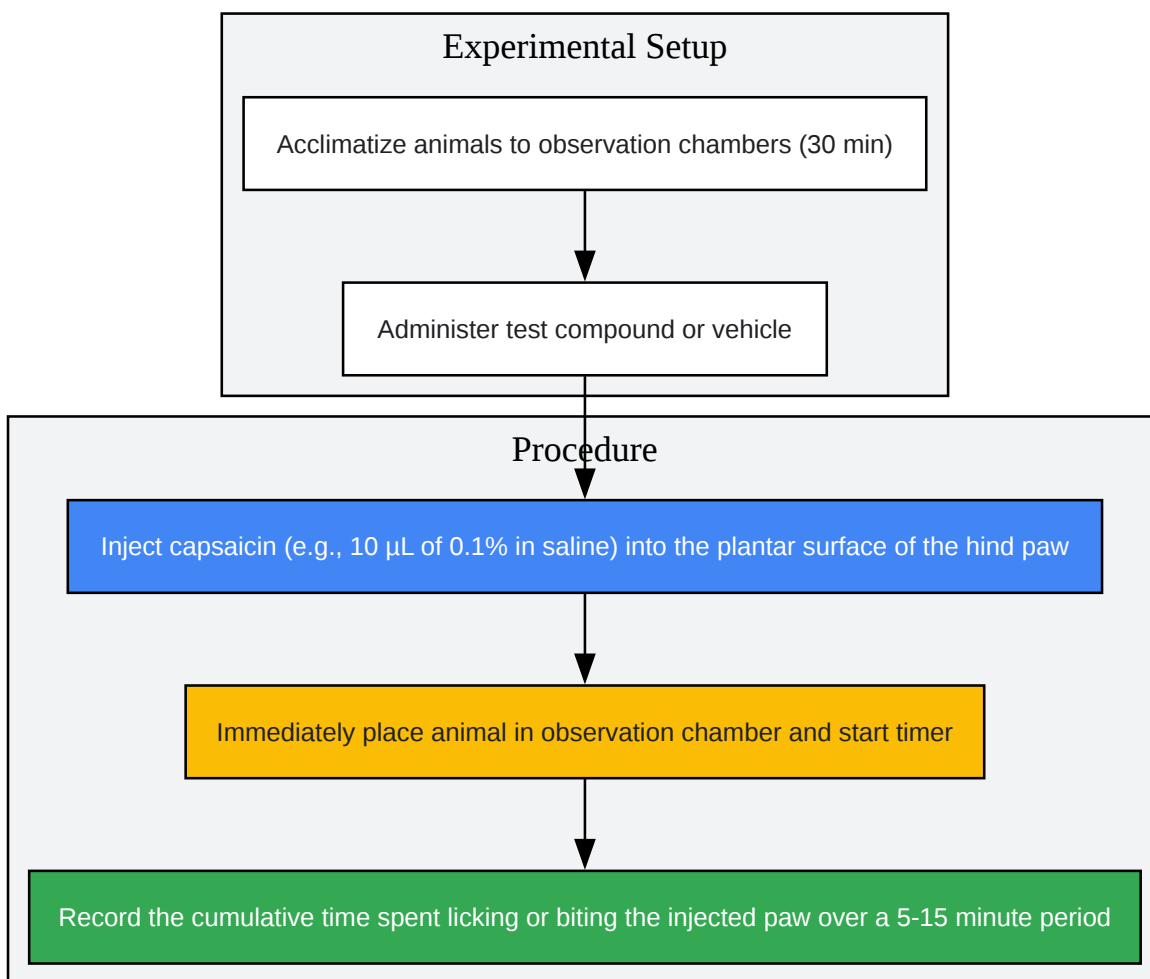 Experimental Setup
Acclimatize animals to observation chambers (30 min)
Administer test compound or vehicle
Procedure
Inject capsaicin (e.g., 10 µL of 0.1% in saline) into the plantar surface of the hind paw
Immediately place animal in observation chamber and start timer
Record the cumulative time spent licking or biting the injected paw over a 5-15 minute period